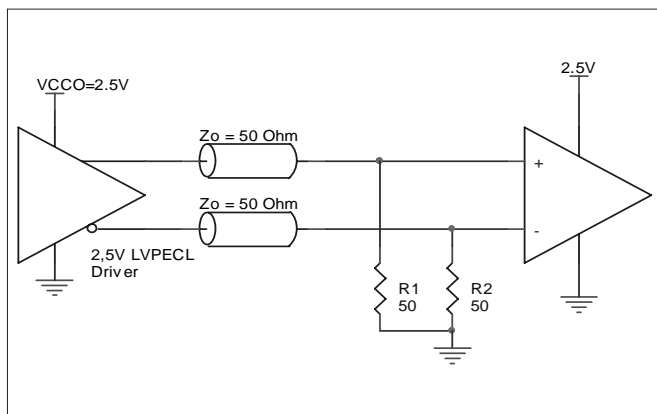 VCCO=2.5V
2.5V
Zo = 50 Ohm
+
Zo = 50 Ohm
-
2,5V LVPECL
Driver
R1
50
R2
50